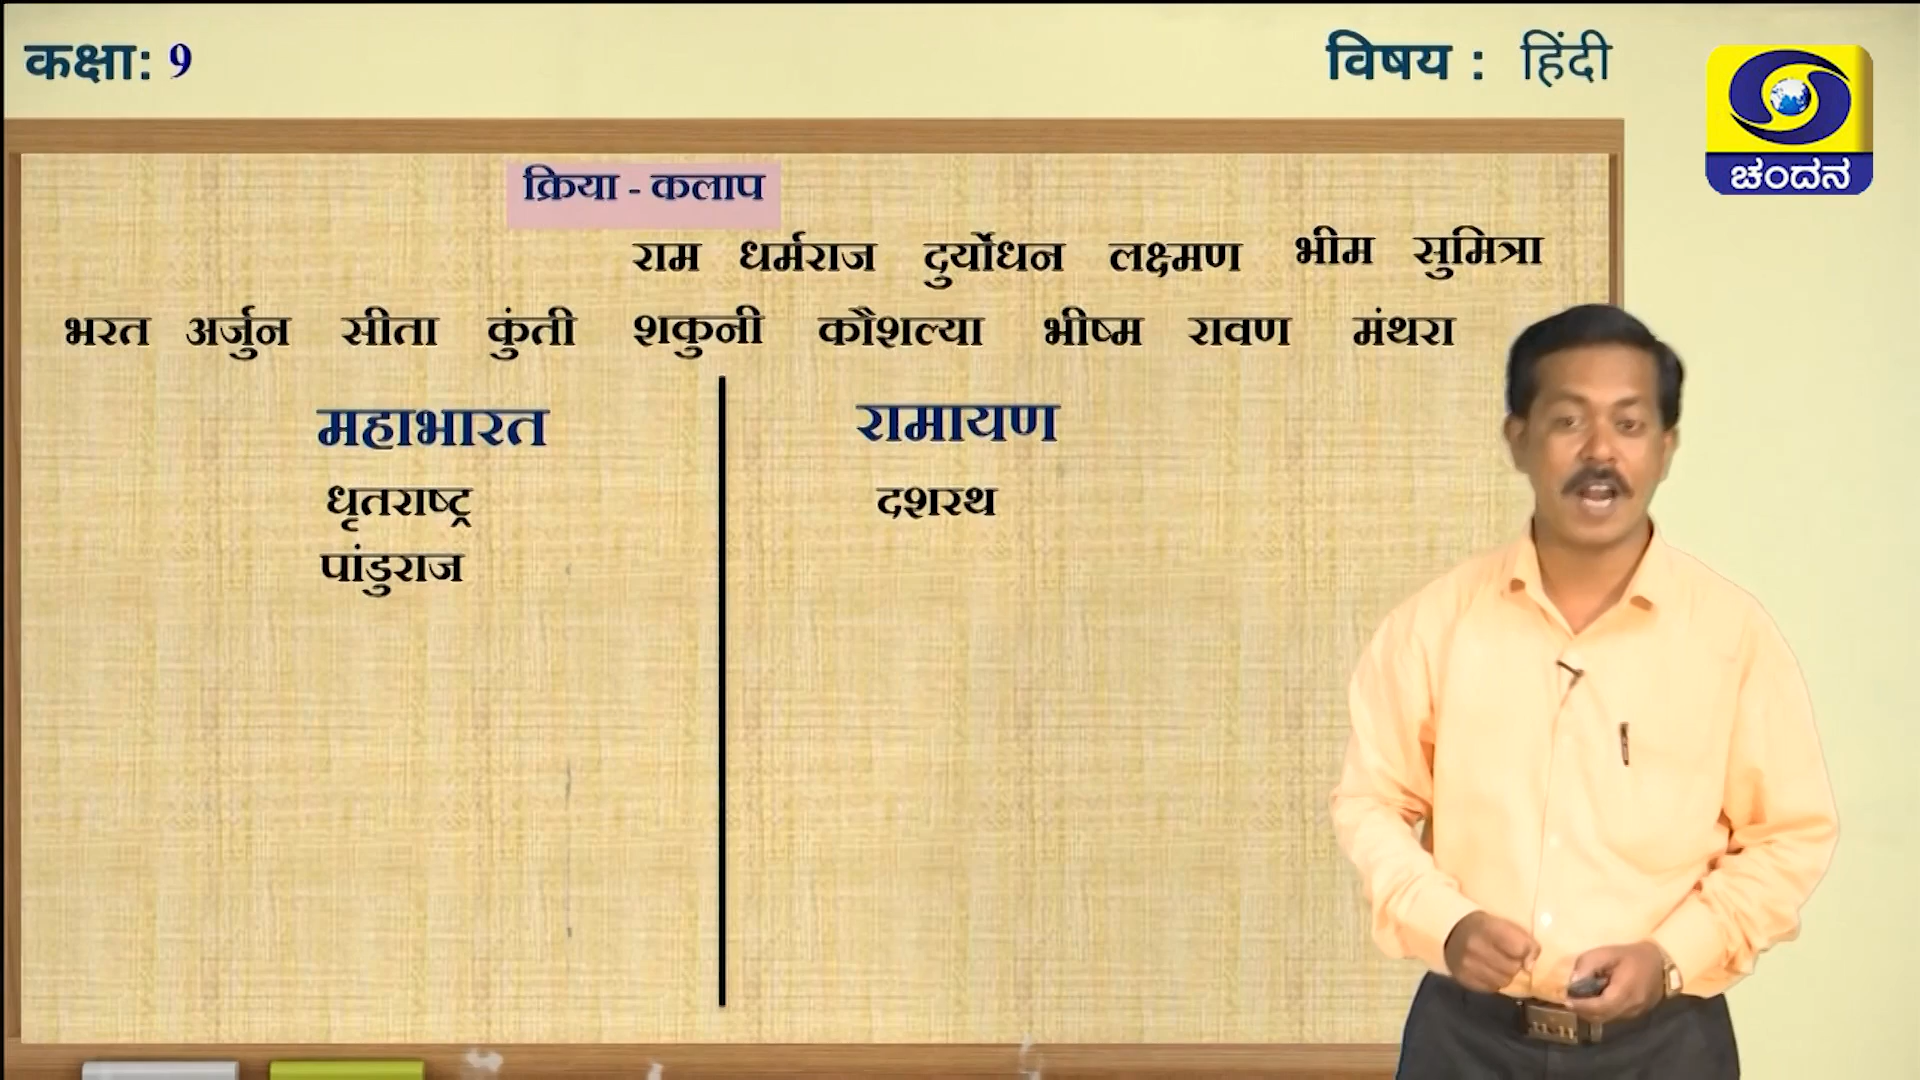 कक्षा: 9
विषय : हिंदी
ಚಂದನ
क्रिया - कलाप
राम धर्मराज दुर्योधन लक्ष्मण भीम सुमित्रा
भरत अर्जुन सीता कुंती शकुनी कौशल्या भीष्म रावण मंथरा
महाभारत
धृतराष्ट्र
पांडुराज
रामायण
दशरथ